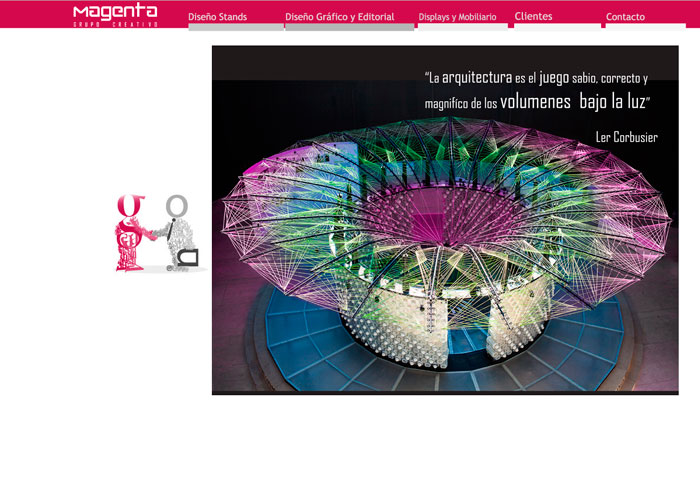 magenta
GRUPO CREATIVO
Diseño Stands
Diseño Gráfico y Editorial
Displays y Mobiliario
Clientes
Contacto
“La arquitectura es el juego sabio, correcto y
magnifíco de los volumenes bajo la luz”
Ler Corbusier